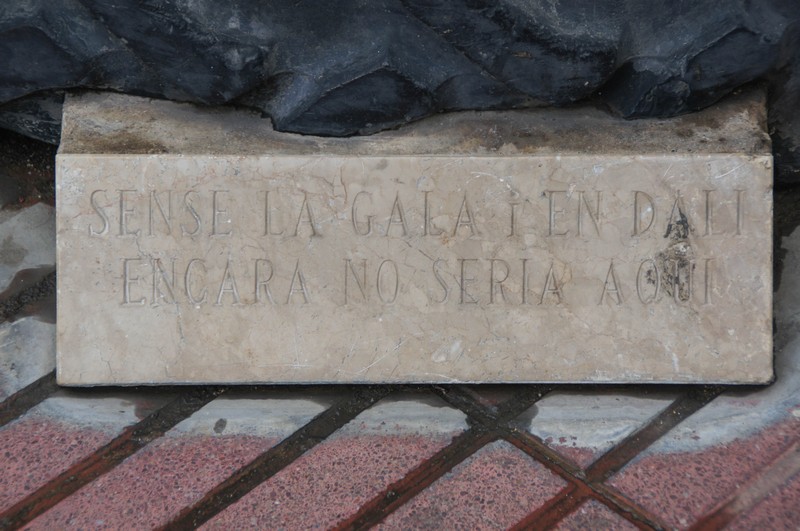 SENSE LA GALA i EN DALI
ENCARA NO SERIA AQUI